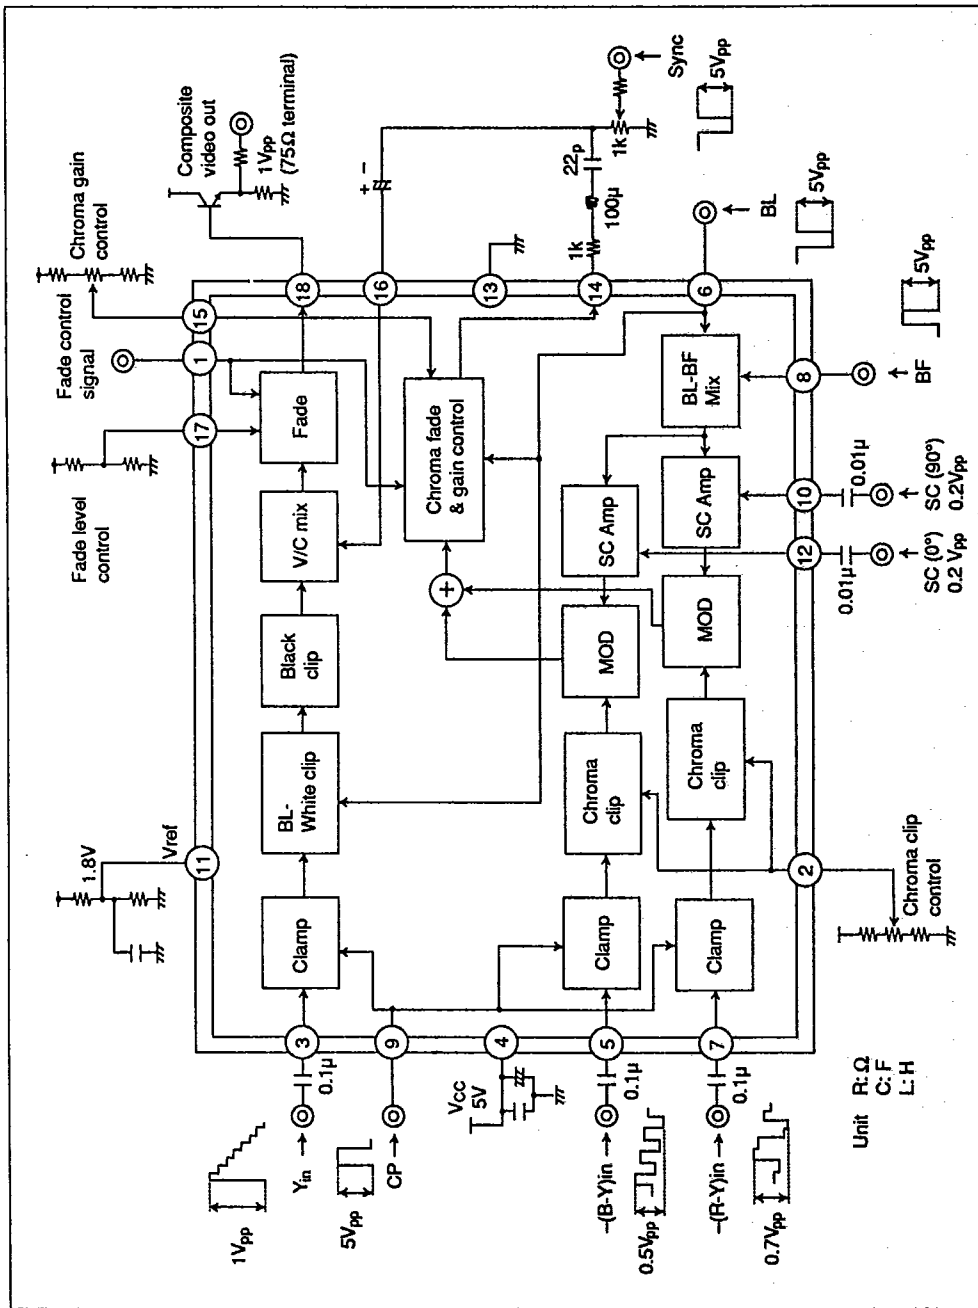 1Vpp
Yin
0.1µ
3
Clamp
BL-
White clip
Black
clip
V/C mix
Fade
18
Composite
video out
1Vpp
(75Ω terminal)
1.8V
Vref
11
Fade level
control
17
Fade control
signal
1
Chroma gain
control
15
5Vpp
CP
9
Vcc
5V
4
Chroma fade
& gain control
+
16
+ -
13
14
1k
100µ
22p
1k
Sync
5Vpp
-(B-Y)in
0.5Vpp
0.1µ
5
Clamp
Chroma
clip
MOD
SC Amp
BL-BF
Mix
6
BL
5Vpp
-(R-Y)in
0.7Vpp
0.1µ
7
Clamp
Chroma
clip
MOD
SC Amp
2
Chroma clip
control
12
0.01µ
SC (0°)
0.2 Vpp
10
0.01µ
SC (90°)
0.2Vpp
8
BF
5Vpp
Unit R: Ω
C: F
L: H